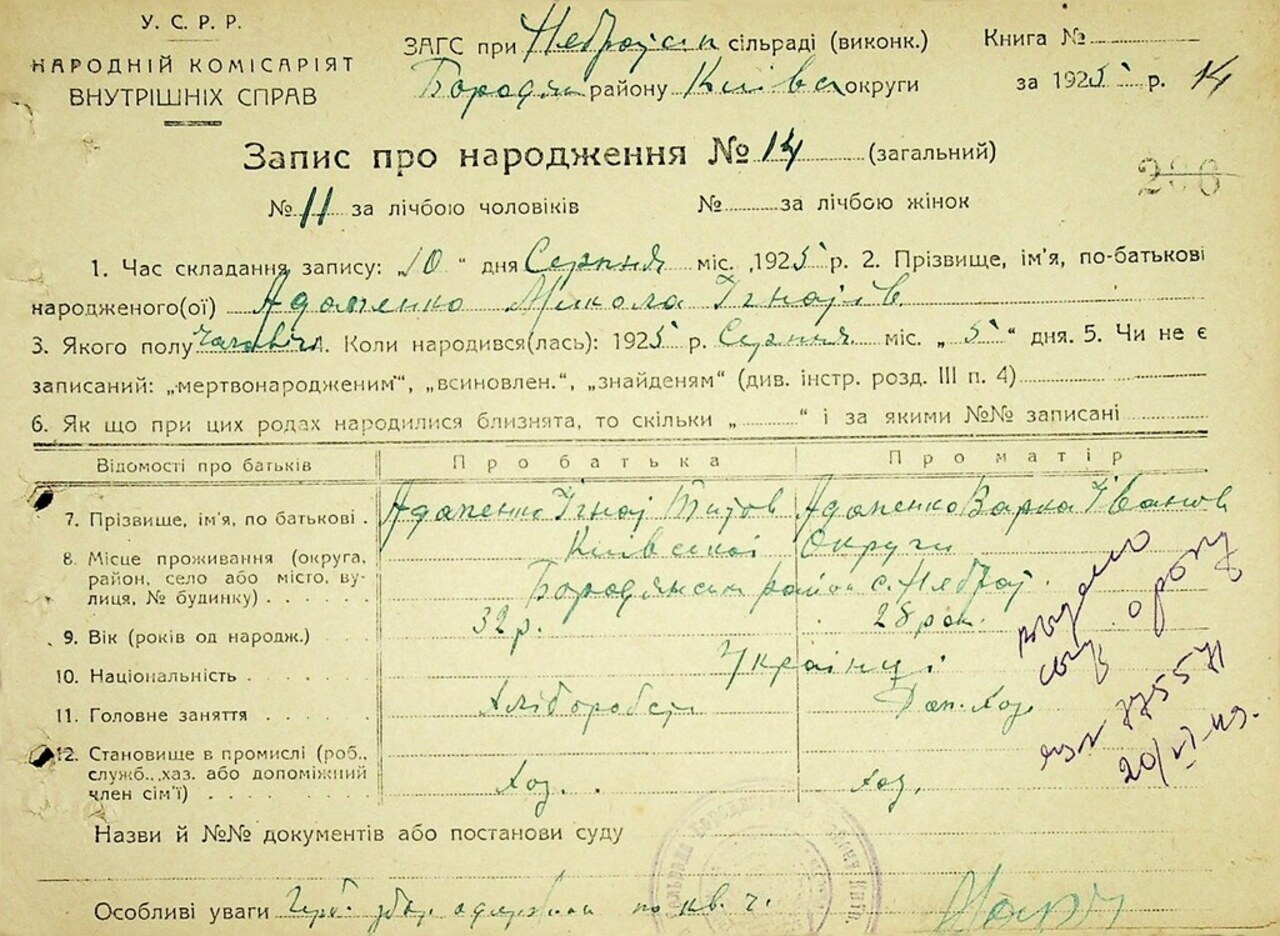 У. С. Р. Р.
НАРОДНІЙ КОМІСАРІЯТ
ВНУТРІШНІХ СПРАВ
ЗАГС при сільраді (виконк.)
Бородян району Київськ округи
Книга №
за 1925 р. 14
Запис про народження № 14 (загальний)
№ 11 за лічбою чоловіків № за лічбою жінок
1. Час складання запису: „10“ дня Серпня міс. 1925 р. 2. Прізвище, ім'я, по-батькові
народженого(ої) Адаменко Микола Ігнатів
3. Якого полу 4. Коли народився(лась): 1925 р. Серпня міс. „5“ дня. 5. Чи не є
записаний: „мертвонародженим“, „всиновлен.“, „знайденям“ (див. інстр. розд. III п. 4)
6. Як що при цих родах народилися близнята, то скільки „ “ і за якими №№ записані
Відомості про батьків Про батька Про матір
7. Прізвище, ім'я, по батькові. Адаменко Ігнат Титов Адаменко Варка Іванов
8. Місце проживання (округа, Київської Округи
район, село або місто, ву-
лиця, № будинку) Бородянськ район с.
9. Вік (років од народж.) 32 р. 28 рок.
10. Національність Українці
11. Головне заняття Хліборобст
12. Становище в промислі (роб.,
служб., хаз. або допоміжний
член сім'ї) Хоз. хоз.
Назви й №№ документів або постанови суду
Особливі уваги по кв. ч.